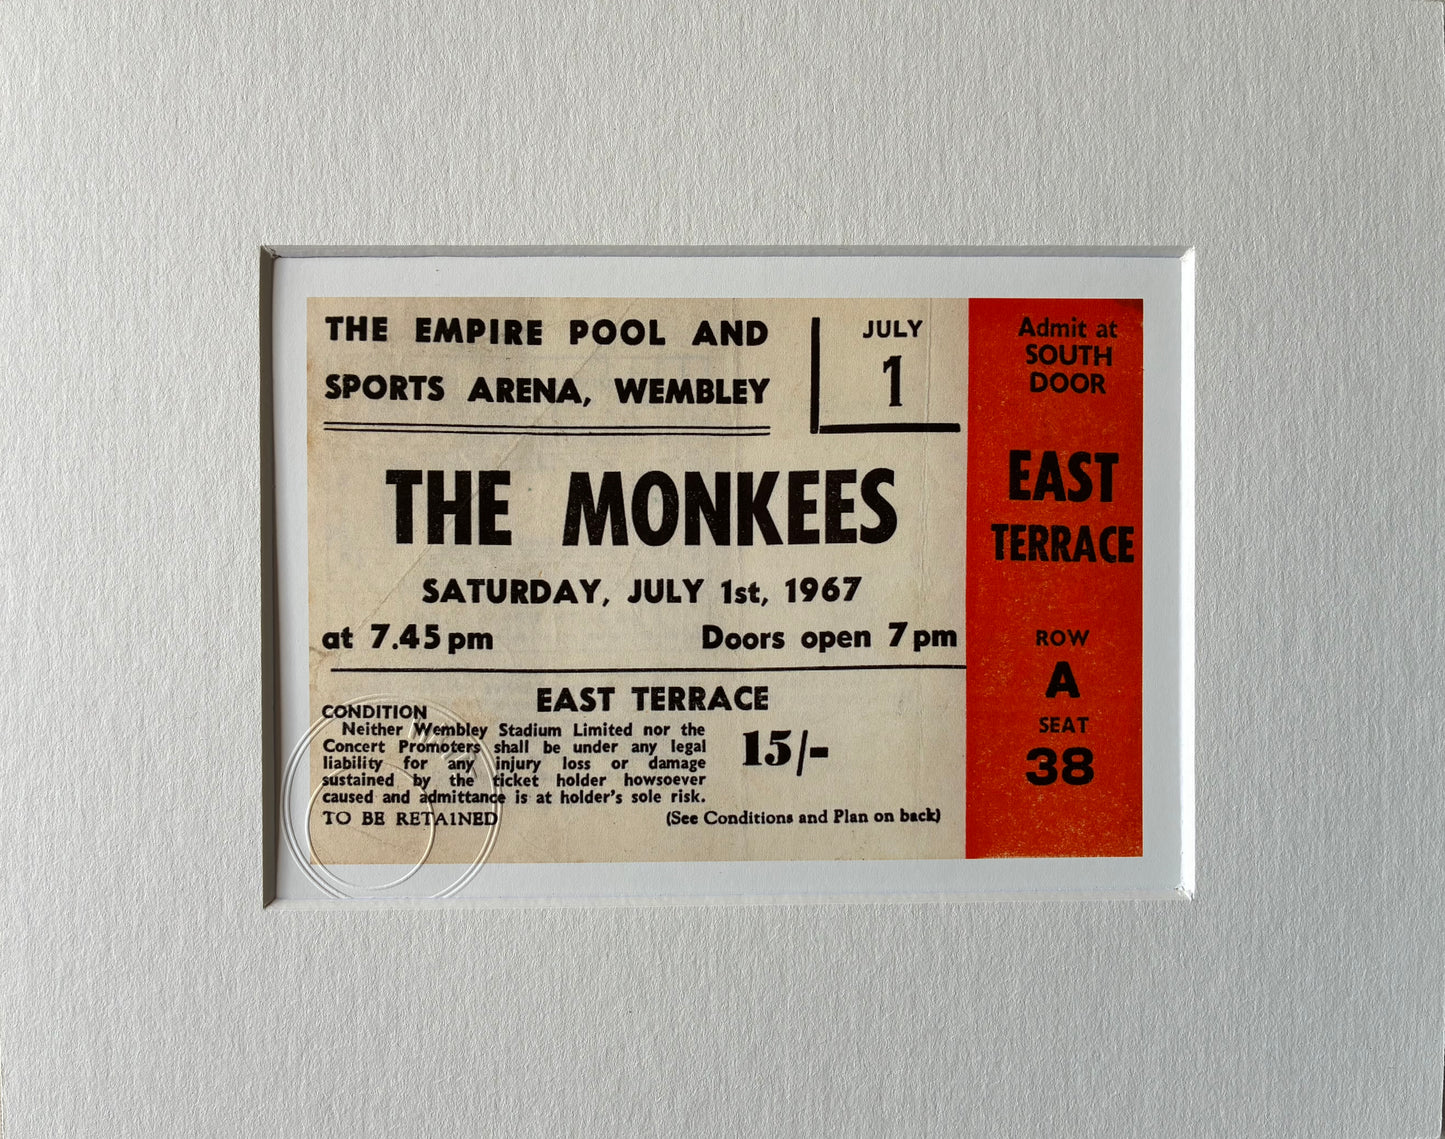 THE EMPIRE POOL AND
SPORTS ARENA, WEMBLEY
JULY
1
THE MONKEES
SATURDAY, JULY 1st, 1967
at 7.45 pm Doors open 7 pm
EAST TERRACE
CONDITION
Neither Wembley Stadium Limited nor the
Concert Promoters shall be under any legal
liability for any injury loss or damage
sustained by the ticket holder howsoever
caused and admittance is at holder's sole risk.
15/-
TO BE RETAINED (See Conditions and Plan on back)
Admit at
SOUTH
DOOR
EAST
TERRACE
ROW
A
SEAT
38